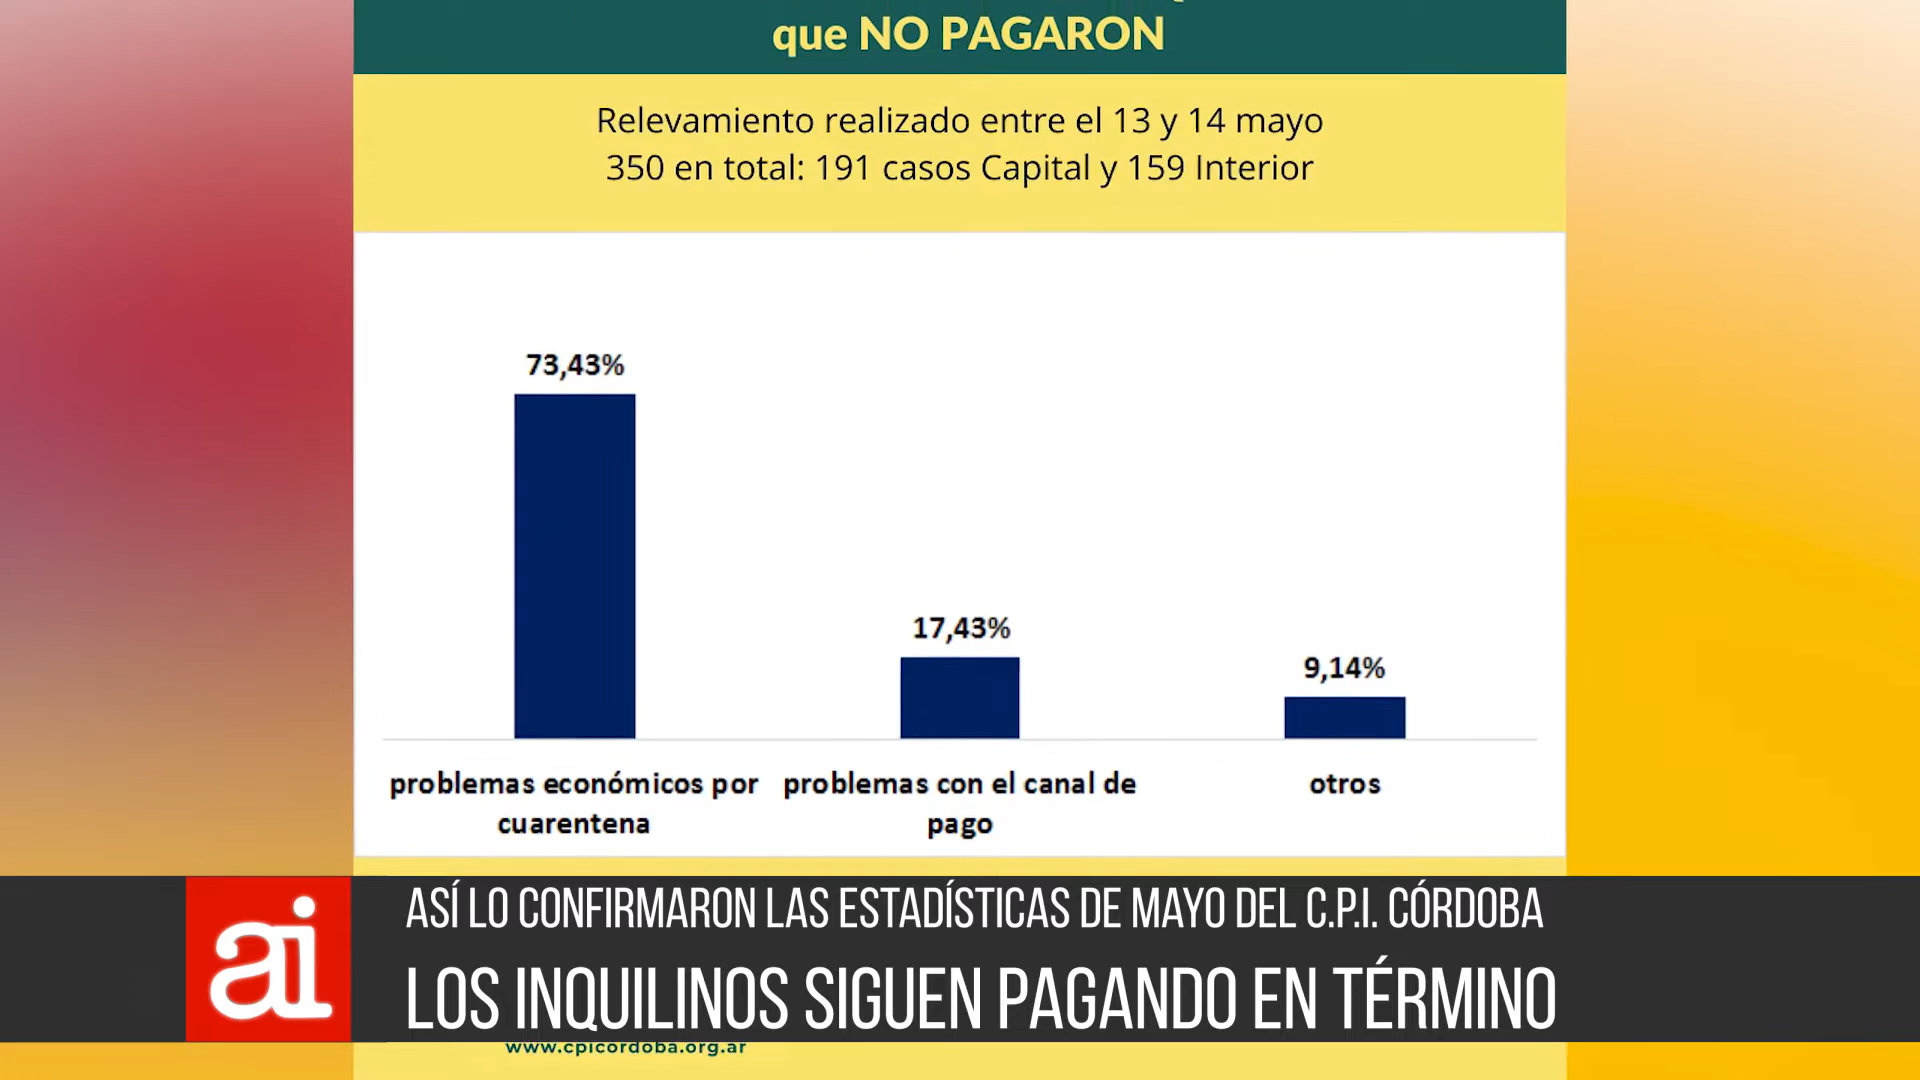 que NO PAGARON
Relevamiento realizado entre el 13 y 14 mayo
350 en total: 191 casos Capital y 159 Interior
73,43%
17,43%
9,14%
problemas económicos por
cuarentena
problemas con el canal de
pago
otros
ai
ASÍ LO CONFIRMARON LAS ESTADÍSTICAS DE MAYO DEL C.P.I. CÓRDOBA
LOS INQUILINOS SIGUEN PAGANDO EN TÉRMINO
www.cpicordoba.org.ar